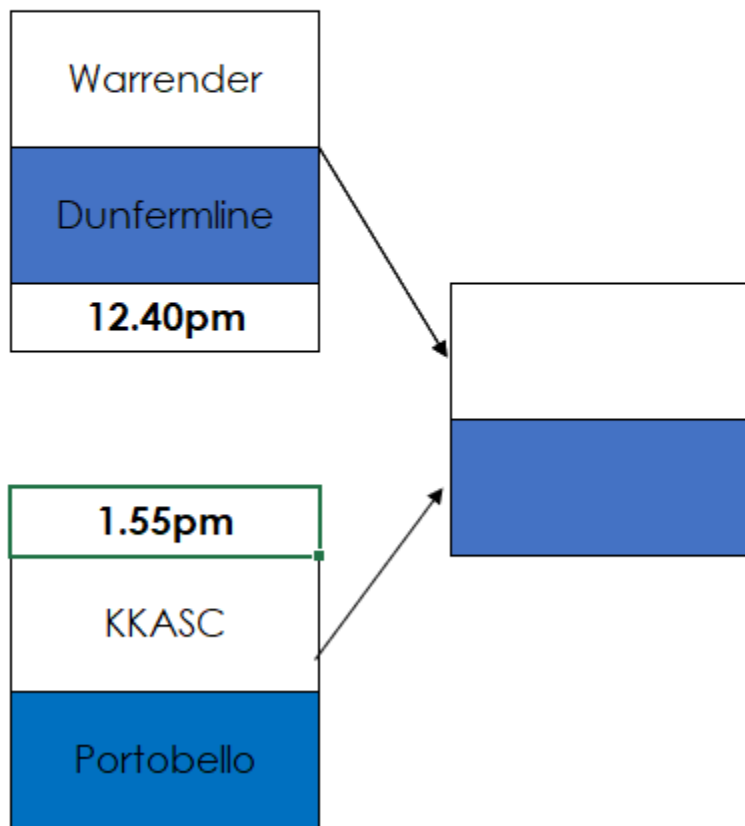 Warrender
Dunfermline
12.40pm
1.55pm
KKASC
Portobello